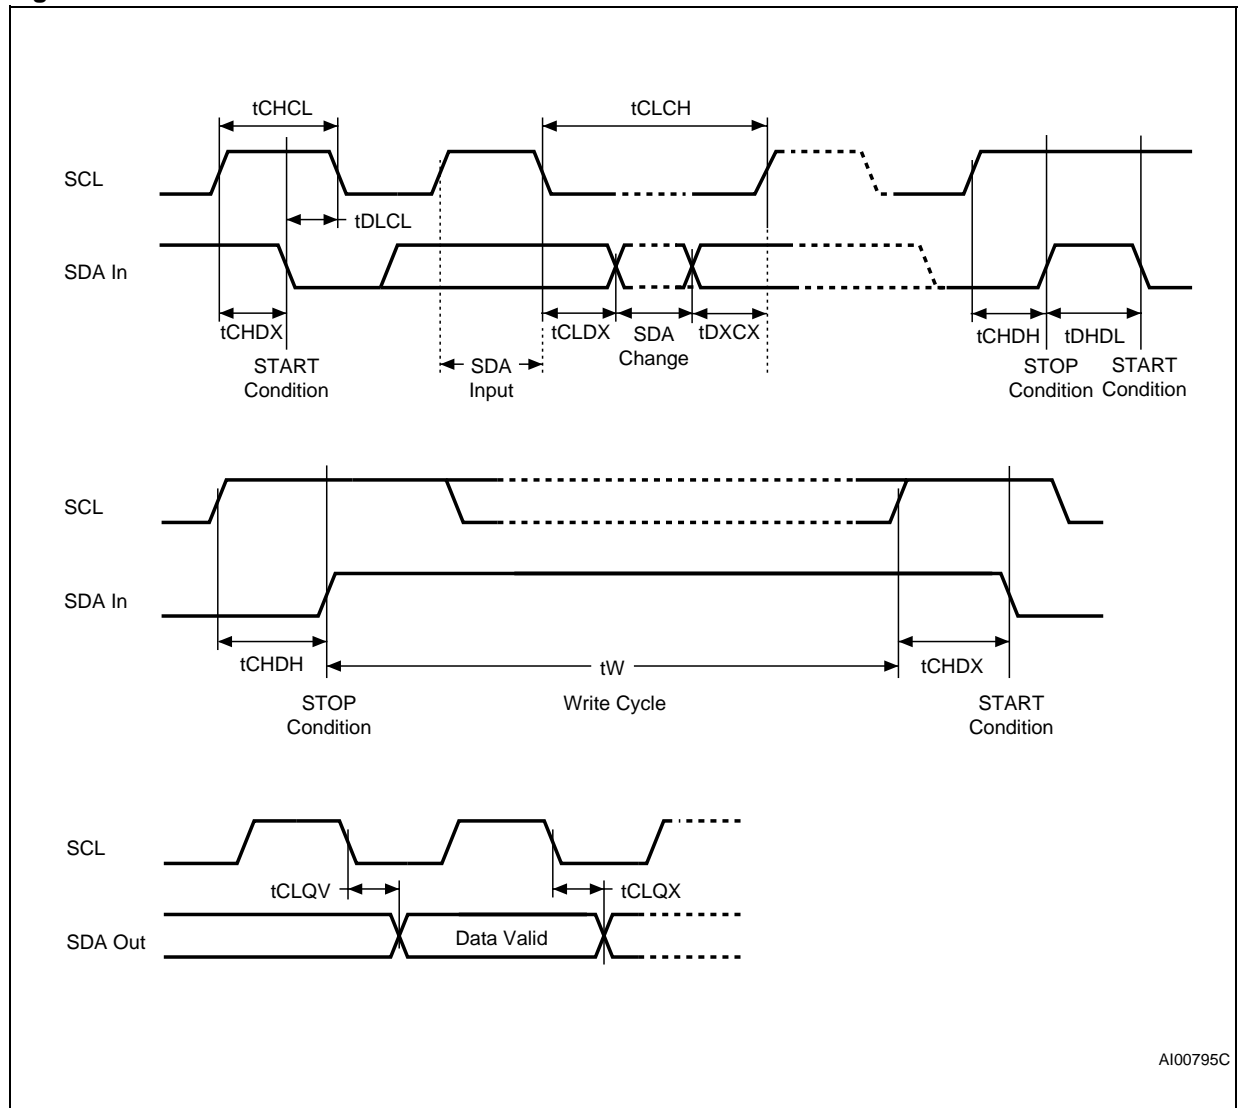 tCHCL
tCLCH
SCL
tDLCL
SDA In
tCHDX
tCLDX
SDA
Change
tDXCX
tCHDH
tDHDL
START
Condition
SDA
Input
STOP
Condition
START
Condition
SCL
SDA In
tCHDH
tW
tCHDX
STOP
Condition
Write Cycle
START
Condition
SCL
tCLQV
tCLQX
SDA Out
Data Valid
AI00795C